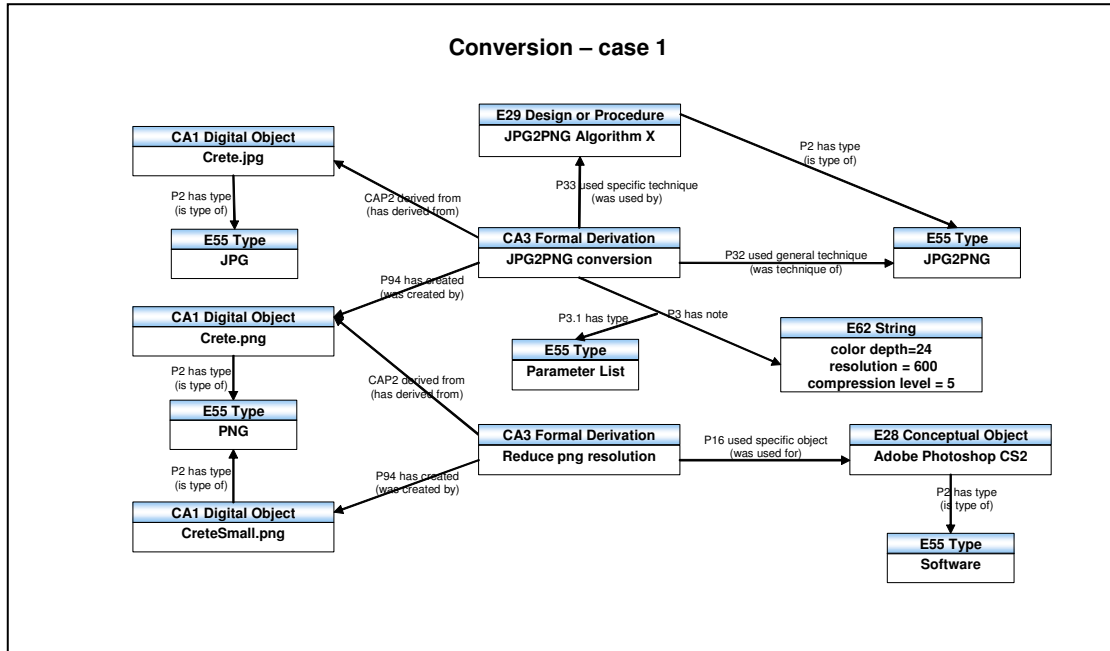 Conversion – case 1
E29 Design or Procedure
JPG2PNG Algorithm X
CA1 Digital Object
Crete.jpg
P2 has type
(is type of)
P33 used specific technique
(was used by)
CAP2 derived from
(has derived from)
P2 has type
(is type of)
E55 Type
JPG
CA3 Formal Derivation
JPG2PNG conversion
P32 used general technique
(was technique of)
E55 Type
JPG2PNG
P94 has created
(was created by)
CA1 Digital Object
Crete.png
P3.1 has type
P3 has note
E55 Type
Parameter List
E62 String
color depth=24
resolution = 600
compression level = 5
P2 has type
(is type of)
CAP2 derived from
(has derived from)
E55 Type
PNG
CA3 Formal Derivation
Reduce png resolution
P16 used specific object
(was used for)
E28 Conceptual Object
Adobe Photoshop CS2
P2 has type
(is type of)
P94 has created
(was created by)
CA1 Digital Object
CreteSmall.png
P2 has type
(is type of)
E55 Type
Software